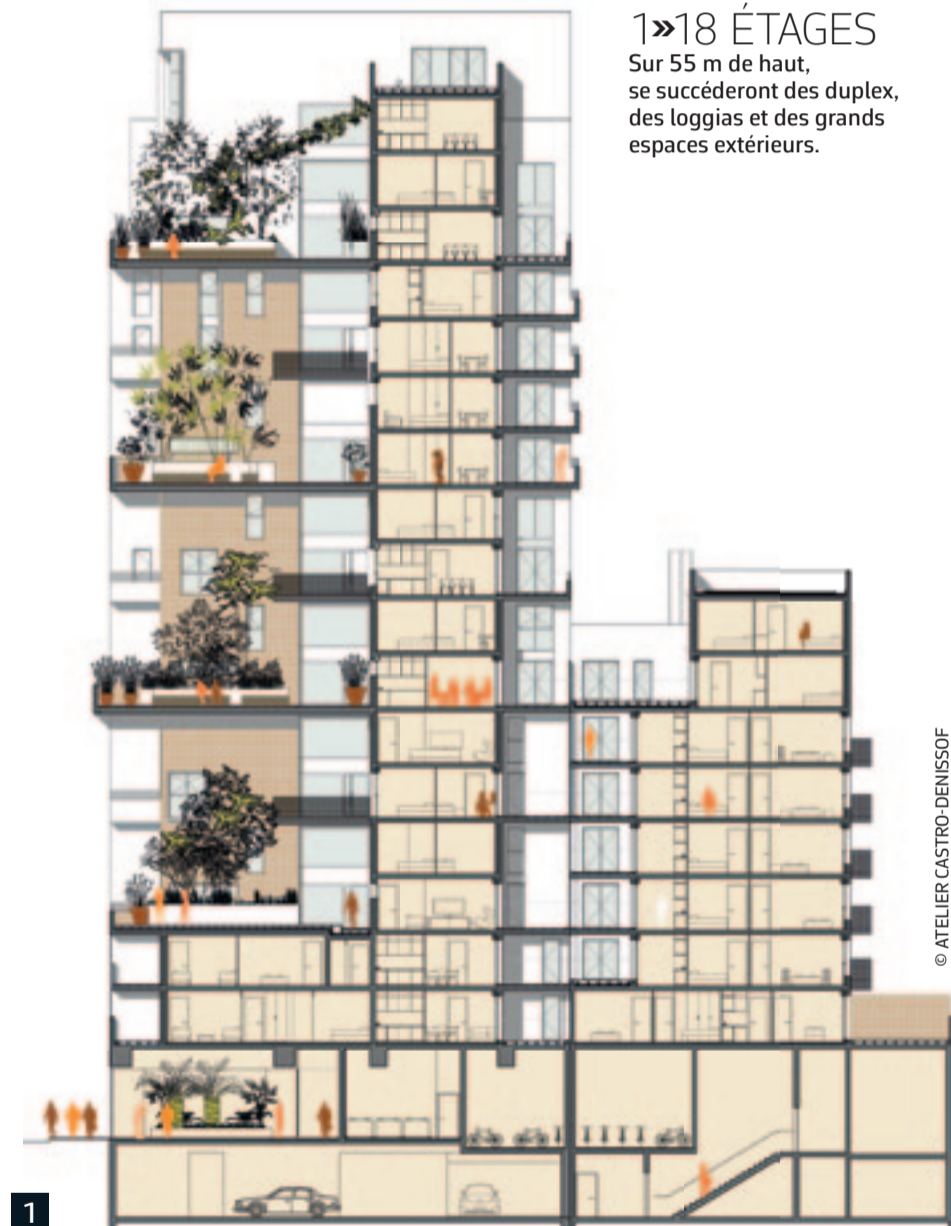 1»18 ÉTAGES
Sur 55 m de haut,
se succéderont des duplex,
des loggias et des grands
espaces extérieurs.
© ATELIER CASTRO-DENISSOF
1